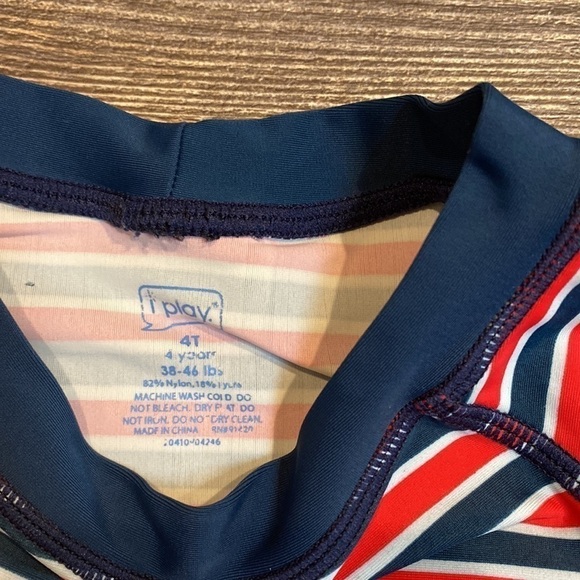 i play.
4T
4 years
38-46 lbs
82% Nylon, 18%
MACHINE WASH COLD. DO
NOT BLEACH. DRY FLAT. DO
NOT IRON. DO NOT DRY CLEAN.
MADE IN CHINA